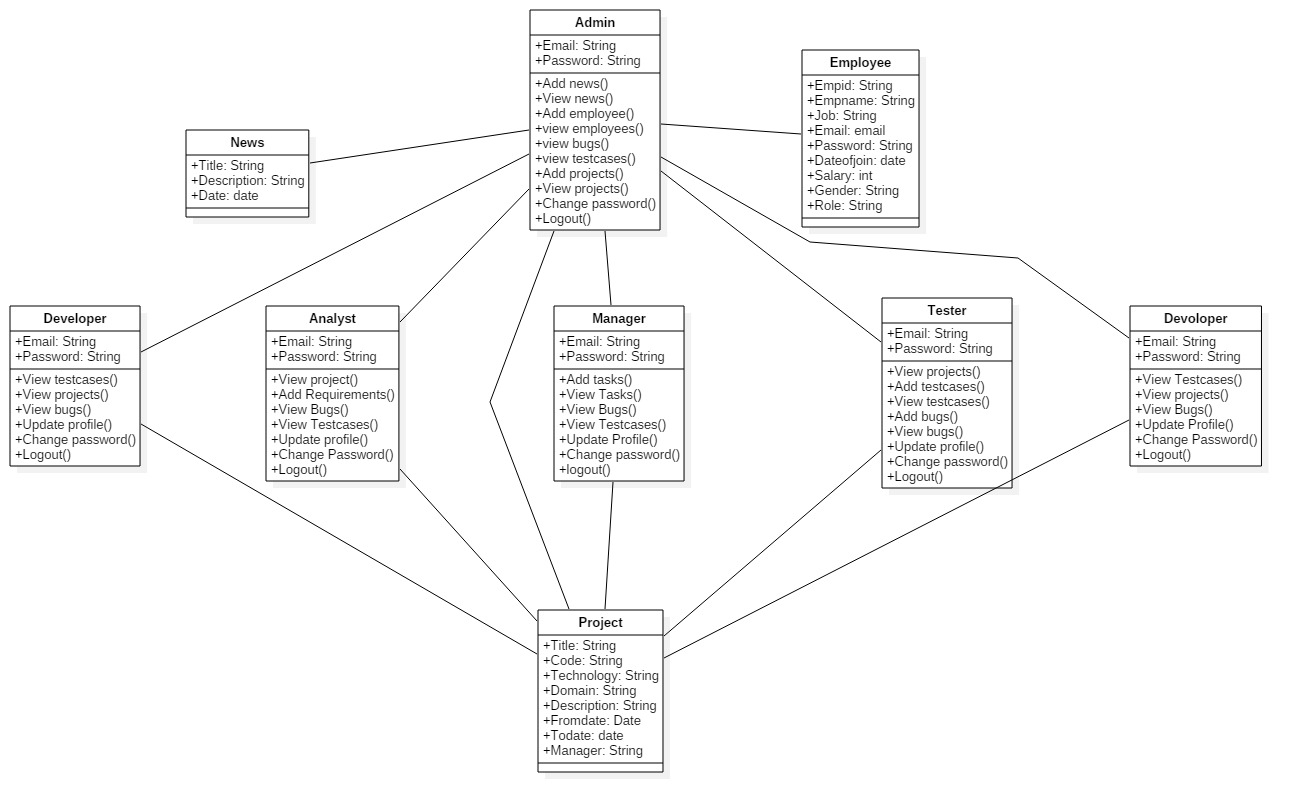 Admin
+Email: String
+Password: String
+Add news()
+View news()
+Add employee()
+view employees()
+view bugs()
+view testcases()
+Add projects()
+View projects()
+Change password()
+Logout()
Employee
+Empid: String
+Empname: String
+Job: String
+Email: email
+Password: String
+Dateofjoin: date
+Salary: int
+Gender: String
+Role: String
News
+Title: String
+Description: String
+Date: date
Developer
+Email: String
+Password: String
+View testcases()
+View projects()
+View bugs()
+Update profile()
+Change password()
+Logout()
Analyst
+Email: String
+Password: String
+View project()
+Add Requirements()
+View Bugs()
+View Testcases()
+Update profile()
+Change Password()
+Logout()
Manager
+Email: String
+Password: String
+Add tasks()
+View Tasks()
+View Bugs()
+View Testcases()
+Update Profile()
+Change password()
+logout()
Tester
+Email: String
+Password: String
+View projects()
+Add testcases()
+View testcases()
+Add bugs()
+View bugs()
+Update profile()
+Change password()
+Logout()
Devoloper
+Email: String
+Password: String
+View Testcases()
+View projects()
+View Bugs()
+Update Profile()
+Change Password()
+Logout()
Project
+Title: String
+Code: String
+Technology: String
+Domain: String
+Description: String
+Fromdate: Date
+Todate: date
+Manager: String